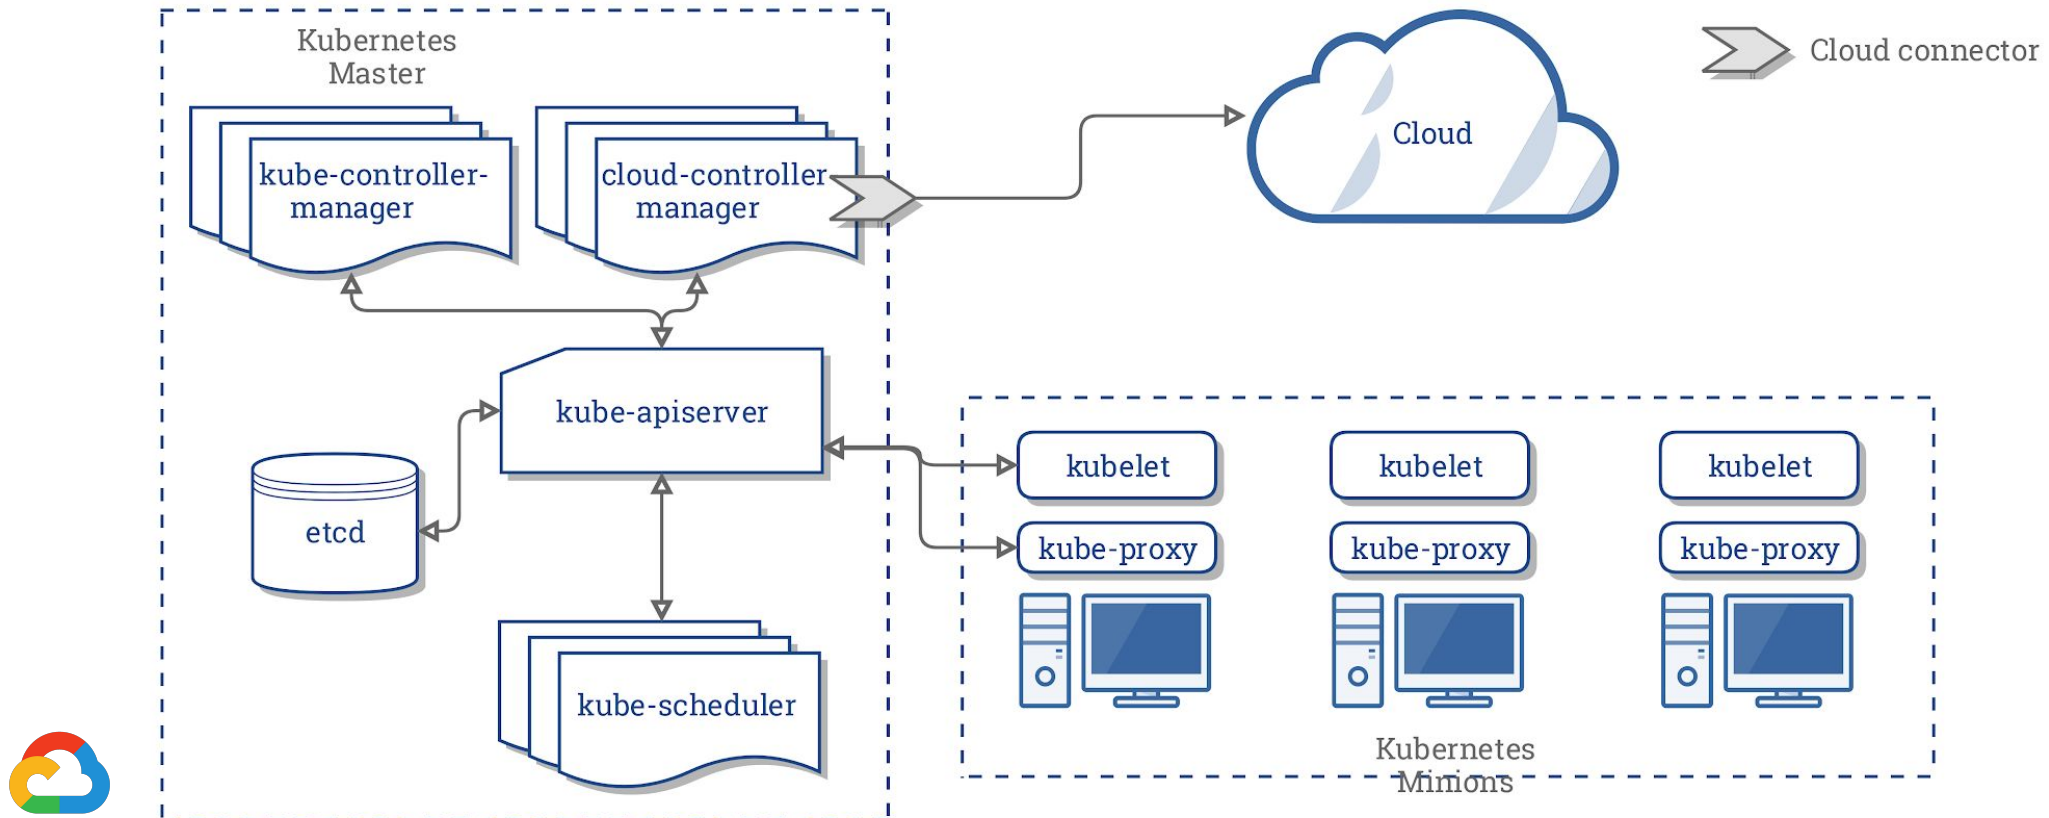 Kubernetes
Master
Cloud connector
kube-controller-
manager
cloud-controller
manager
Cloud
kube-apiserver
etcd
kube-scheduler
kubelet
kubelet
kubelet
kube-proxy
kube-proxy
kube-proxy
Kubernetes
Minions